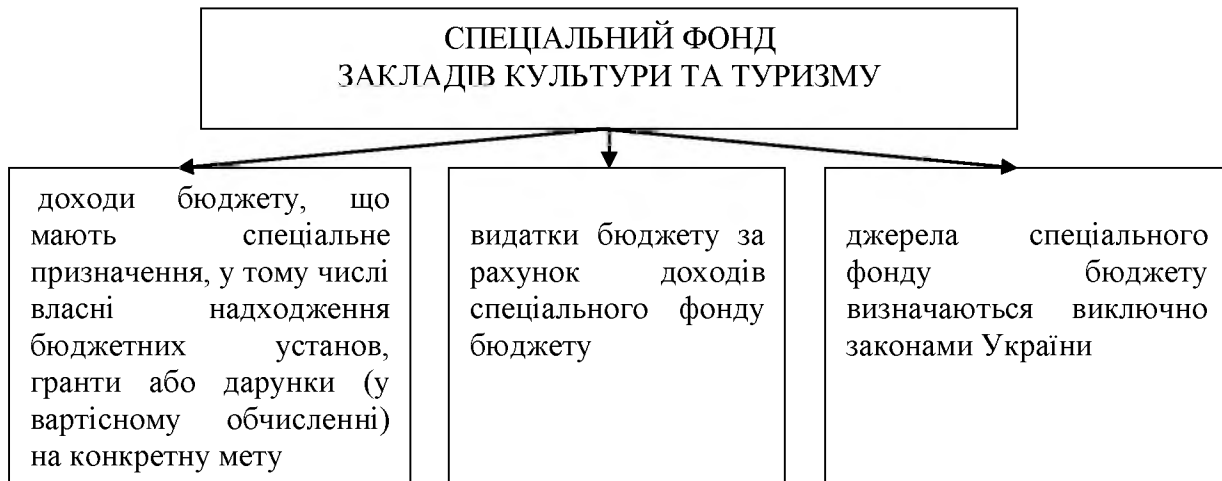 СПЕЦІАЛЬНИЙ ФОНД
ЗАКЛАДІВ КУЛЬТУРИ ТА ТУРИЗМУ
доходи бюджету, що
мають спеціальне
призначення, у тому числі
власні надходження
бюджетних установ,
гранти або дарунки (у
вартісному обчисленні)
на конкретну мету
видатки бюджету за
рахунок доходів
спеціального фонду
бюджету
джерела спеціального
фонду бюджету
визначаються виключно
законами України